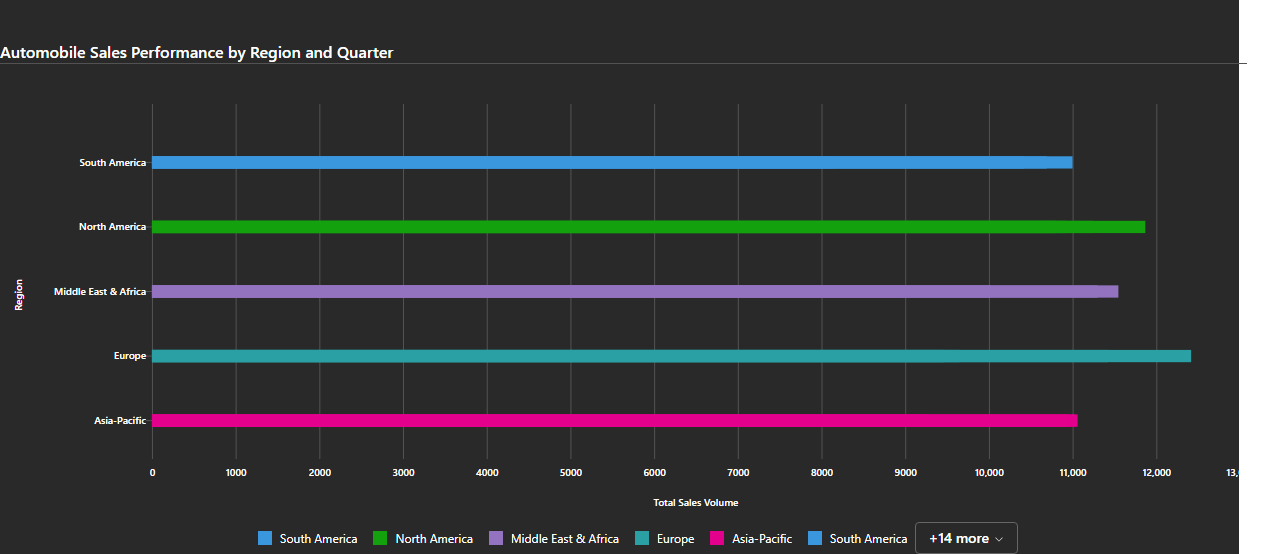 Automobile Sales Performance by Region and Quarter
Region
South America
North America
Middle East & Africa
Europe
Asia-Pacific
0 1000 2000 3000 4000 5000 6000 7000 8000 9000 10,000 11,000 12,000 13,
Total Sales Volume
South America North America Middle East & Africa Europe Asia-Pacific South America +14 more